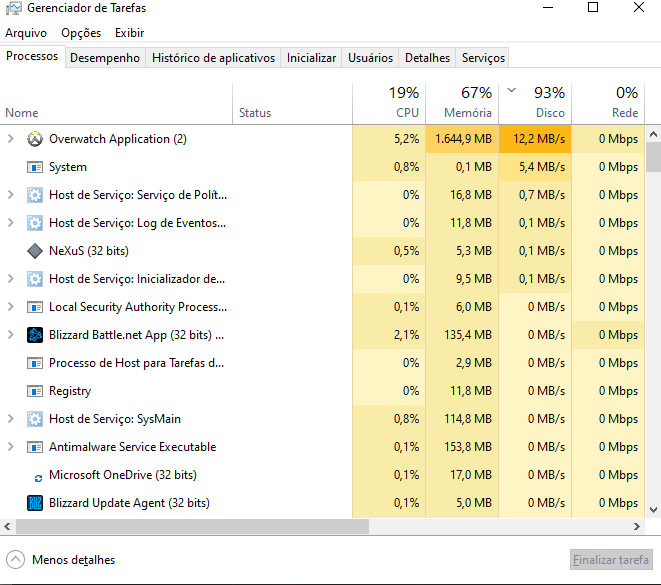 Gerenciador de Tarefas
Arquivo Opções Exibir
Processos Desempenho Histórico de aplicativos Inicializar Usuários Detalhes Serviços
19% 67% 93% 0%
Nome Status CPU Memória Disco Rede
Overwatch Application (2) 5,2% 1.644,9 MB 12,2 MB/s 0 Mbps
System 0,8% 0,1 MB 5,4 MB/s 0 Mbps
Host de Serviço: Serviço de Polít... 0% 16,8 MB 0,7 MB/s 0 Mbps
Host de Serviço: Log de Eventos... 0% 11,8 MB 0,1 MB/s 0 Mbps
NeXuS (32 bits) 0,5% 5,3 MB 0,1 MB/s 0 Mbps
Host de Serviço: Inicializador de... 0% 9,5 MB 0,1 MB/s 0 Mbps
Local Security Authority Process... 0,1% 6,0 MB 0 MB/s 0 Mbps
Blizzard Battle.net App (32 bits) ... 2,1% 135,4 MB 0 MB/s 0 Mbps
Processo de Host para Tarefas d... 0% 2,9 MB 0 MB/s 0 Mbps
Registry 0% 11,8 MB 0 MB/s 0 Mbps
Host de Serviço: SysMain 0,8% 114,8 MB 0 MB/s 0 Mbps
Antimalware Service Executable 0,1% 153,8 MB 0 MB/s 0 Mbps
Microsoft OneDrive (32 bits) 0,1% 17,0 MB 0 MB/s 0 Mbps
Blizzard Update Agent (32 bits) 0,1% 5,0 MB 0 MB/s 0 Mbps
Menos detalhes Finalizar tarefa